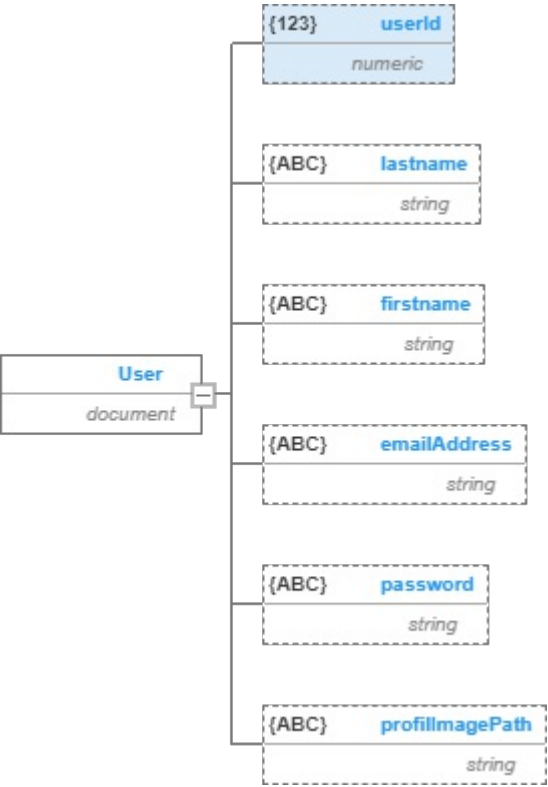 {123} userId
numeric
{ABC} lastname
string
{ABC} firstname
string
User
document
{ABC} emailAddress
string
{ABC} password
string
{ABC} profilImagePath
string